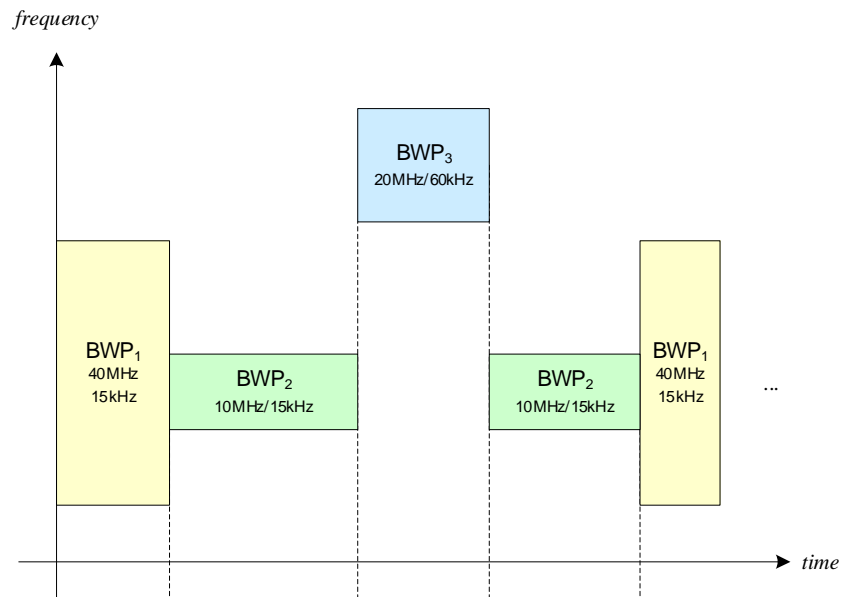 frequency
BWP₃
20MHz/60kHz
BWP₁
40MHz
15kHz
BWP₂
10MHz/15kHz
BWP₂
10MHz/15kHz
BWP₁
40MHz
15kHz
...
time